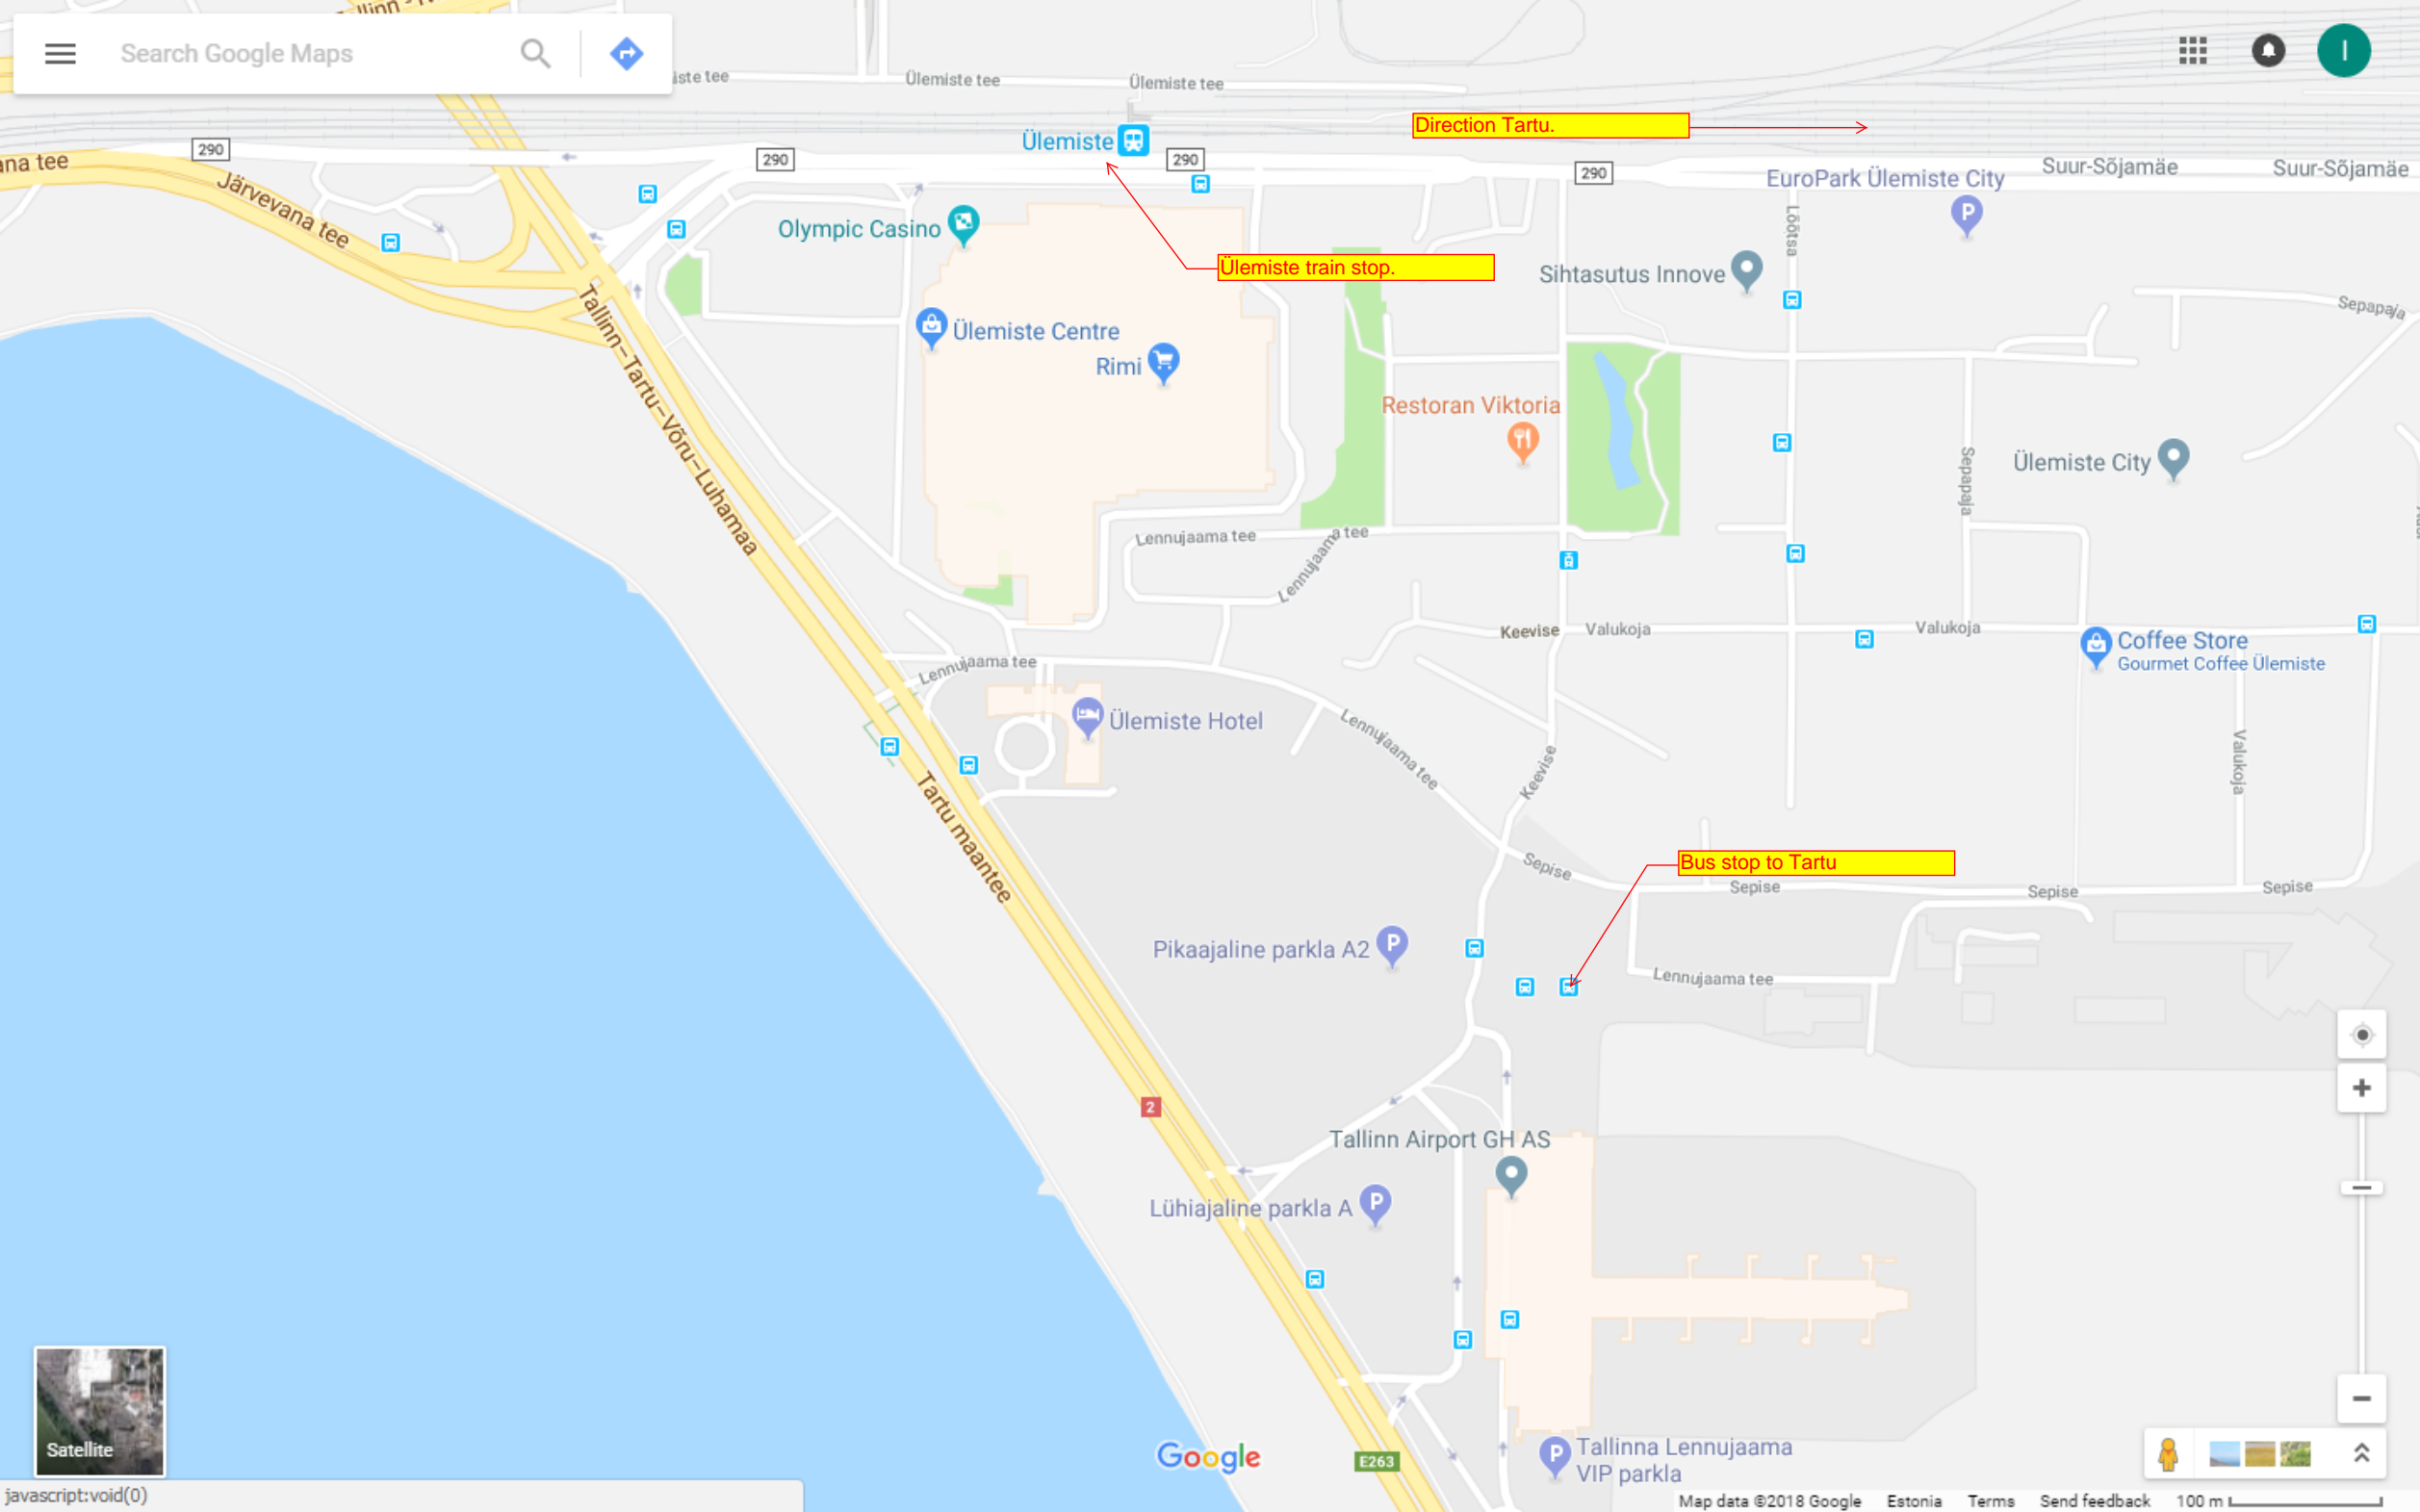 Tallinn - N
Search Google Maps
iste tee
Ülemiste tee
Ülemiste tee
Ülemiste
Direction Tartu.
290
290
290
290
ana tee
Järvevana tee
Suur-Sõjamäe
Suur-Sõjamäe
EuroPark Ülemiste City
P
Lõõtsa
Olympic Casino
Ülemiste train stop.
Sihtasutus Innove
Sepapaja
Tallinn–Tartu–Võru–Luhamaa
Ülemiste Centre
Rimi
Restoran Viktoria
Ülemiste City
Sepapaja
Lennujaama tee
a tee
Lennujaama
Keevise
Valukoja
Valukoja
Coffee Store
Gourmet Coffee Ülemiste
Lennujaama tee
Ülemiste Hotel
Lennujaama tee
Keevise
Valukoja
Tartu maantee
Bus stop to Tartu
Sepise
Sepise
Sepise
Sepise
Pikaajaline parkla A2
P
Lennujaama tee
2
Tallinn Airport GH AS
Lühiajaline parkla A
P
Satellite
Google
E263
P
Tallinna Lennujaama
VIP parkla
javascript:void(0)
Map data ©2018 Google Estonia Terms Send feedback 100 m